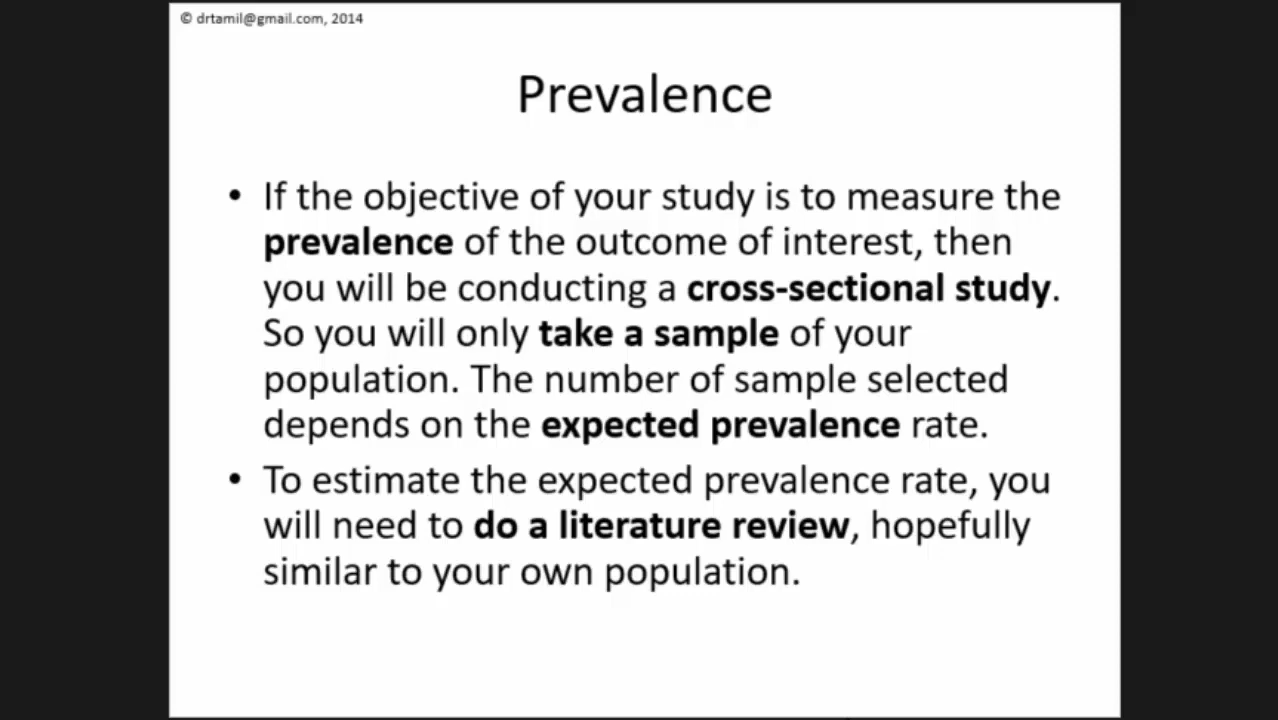 © drtamil@gmail.com, 2014
Prevalence
• If the objective of your study is to measure the
prevalence of the outcome of interest, then
you will be conducting a cross-sectional study.
So you will only take a sample of your
population. The number of sample selected
depends on the expected prevalence rate.
• To estimate the expected prevalence rate, you
will need to do a literature review, hopefully
similar to your own population.